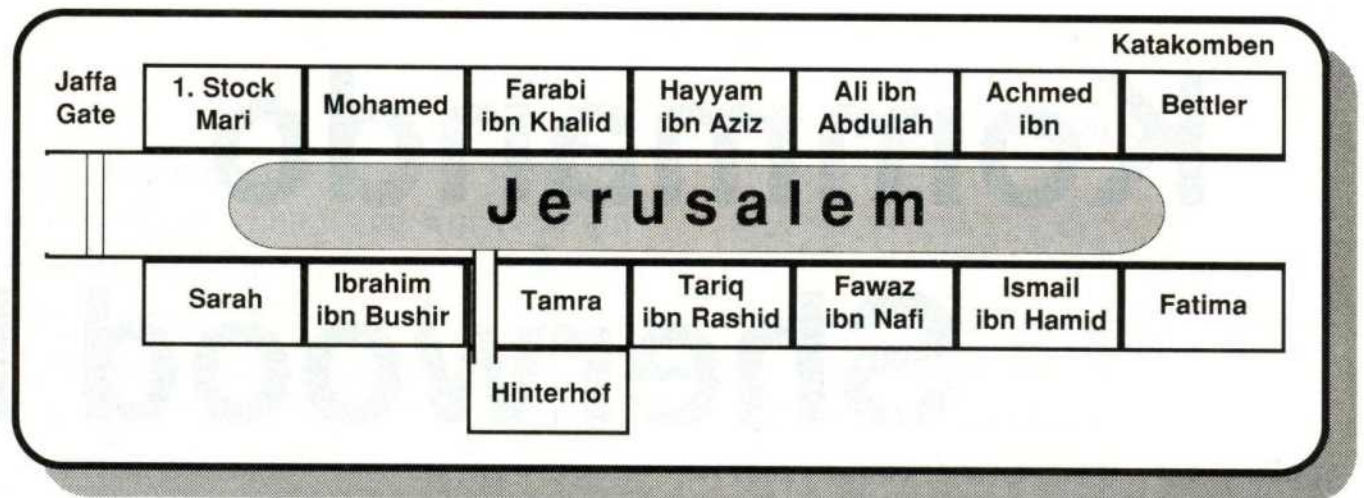 Katakomben
Jaffa
Gate
1. Stock
Mari
Mohamed
Farabi
ibn Khalid
Hayyam
ibn Aziz
Ali ibn
Abdullah
Achmed
ibn
Bettler
Jerusalem
Sarah
Ibrahim
ibn Bushir
Tamra
Tariq
ibn Rashid
Fawaz
ibn Nafi
Ismail
ibn Hamid
Fatima
Hinterhof